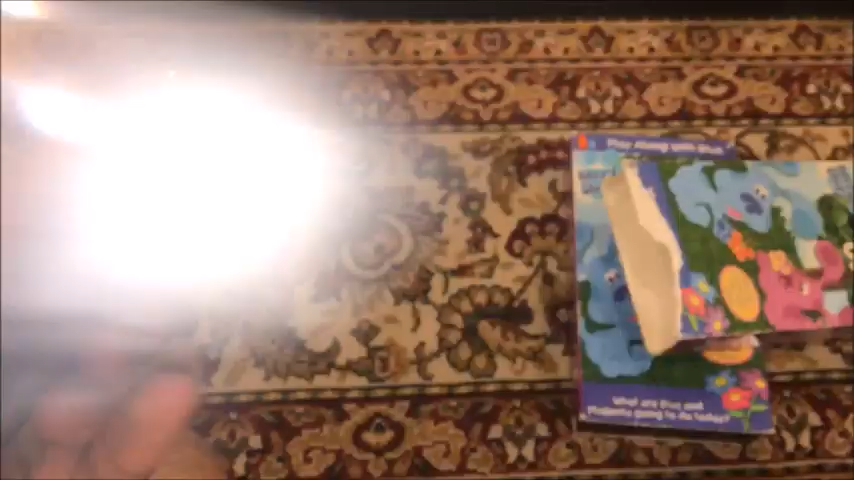 Play Along with Blue
What are Blue and
Magenta going to do today?